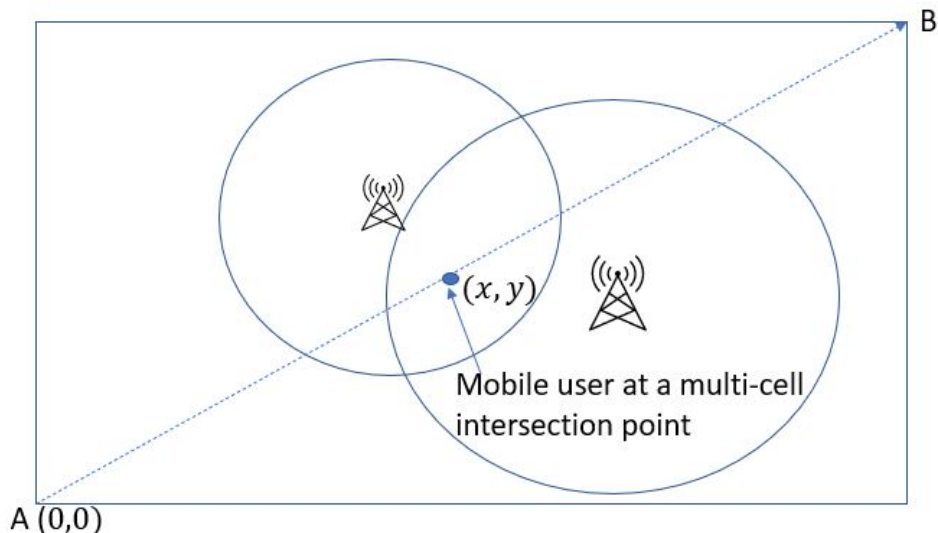 B
(x, y)
Mobile user at a multi-cell
intersection point
A (0,0)